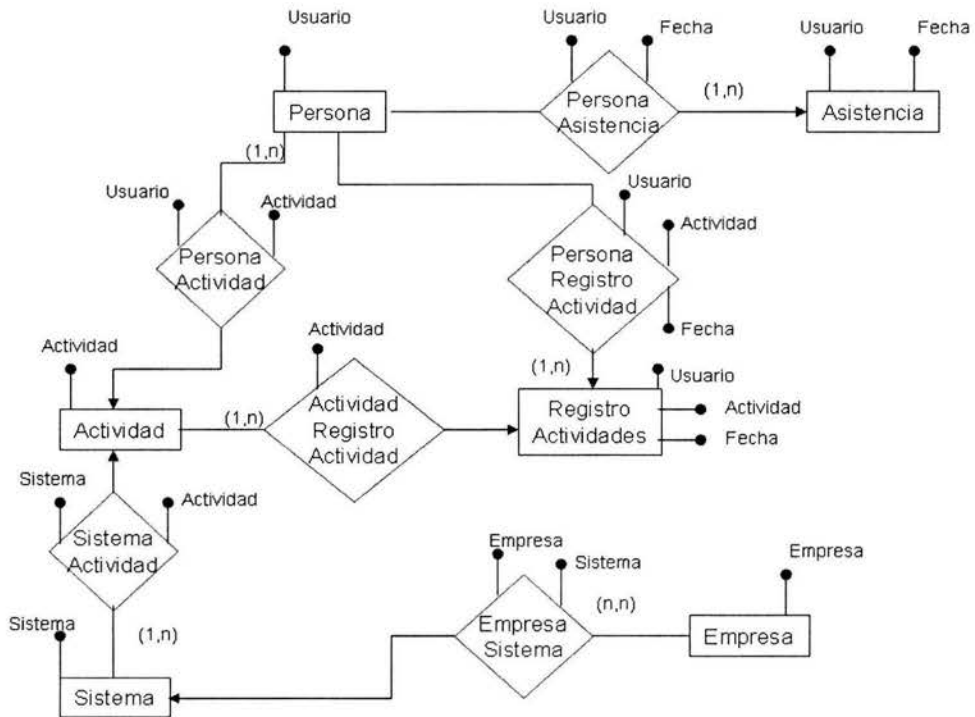 Usuario
Usuario
Fecha
Usuario
Fecha
Persona
Persona
Asistencia
(1,n)
Asistencia
(1,n)
Usuario
Actividad
Usuario
Actividad
Persona
Actividad
Persona
Registro
Actividad
Fecha
Actividad
Actividad
(1,n)
Usuario
Actividad
(1,n)
Actividad
Registro
Actividad
Registro
Actividades
Actividad
Fecha
Sistema
Actividad
Sistema
Actividad
Empresa
Sistema
Empresa
(n,n)
Sistema
(1,n)
Empresa
Sistema
Empresa
Sistema